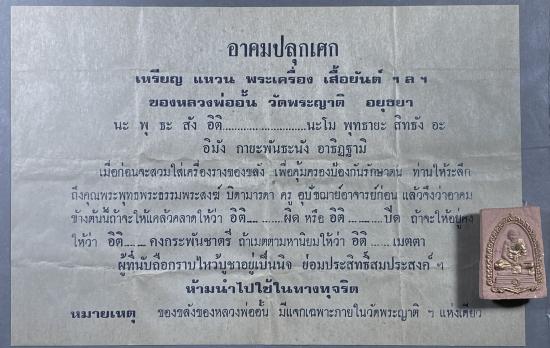 อาคมปลุกเศก
เหรียญ แหวน พระเครื่อง เสื้อยันต์ ฯลฯ
ของหลวงพ่ออั้น วัดพระญาติ อยุธยา
นะ พุ ธะ สัง อิติ........................นะโม พุทธายะ สิทธัง อะ
อิมัง กายะพันธะนัง อาธิฏฐามิ
เมื่อก่อนจะสวมใส่เครื่องรางของขลัง เพื่อคุ้มครองป้องกันรักษาตน ท่านให้ระลึก
ถึงคุณพระพุทธพระธรรมพระสงฆ์ บิดามารดา ครู อุปัชฌาย์อาจารย์ก่อน แล้วจึงว่าอาคม
ข้างต้นนี้ถ้าจะให้แคล้วคลาดให้ว่า อิติ.........ผิด หรือ อิติ.........ปัด ถ้าจะให้อยู่คง
ให้ว่า อิติ.........คงกระพันชาตรี ถ้าเมตตามหานิยมให้ว่า อิติ......เมตตา
ผู้ที่นับถือกราบไหว้บูชาอยู่เป็นนิจ ย่อมประสิทธิ์สมประสงค์ ฯ
ห้ามนำไปใช้ในทางทุจริต
หมายเหตุ ของขลังของหลวงพ่ออั้น มีแจกเฉพาะภายในวัดพระญาติ ฯ แห่งเดียว